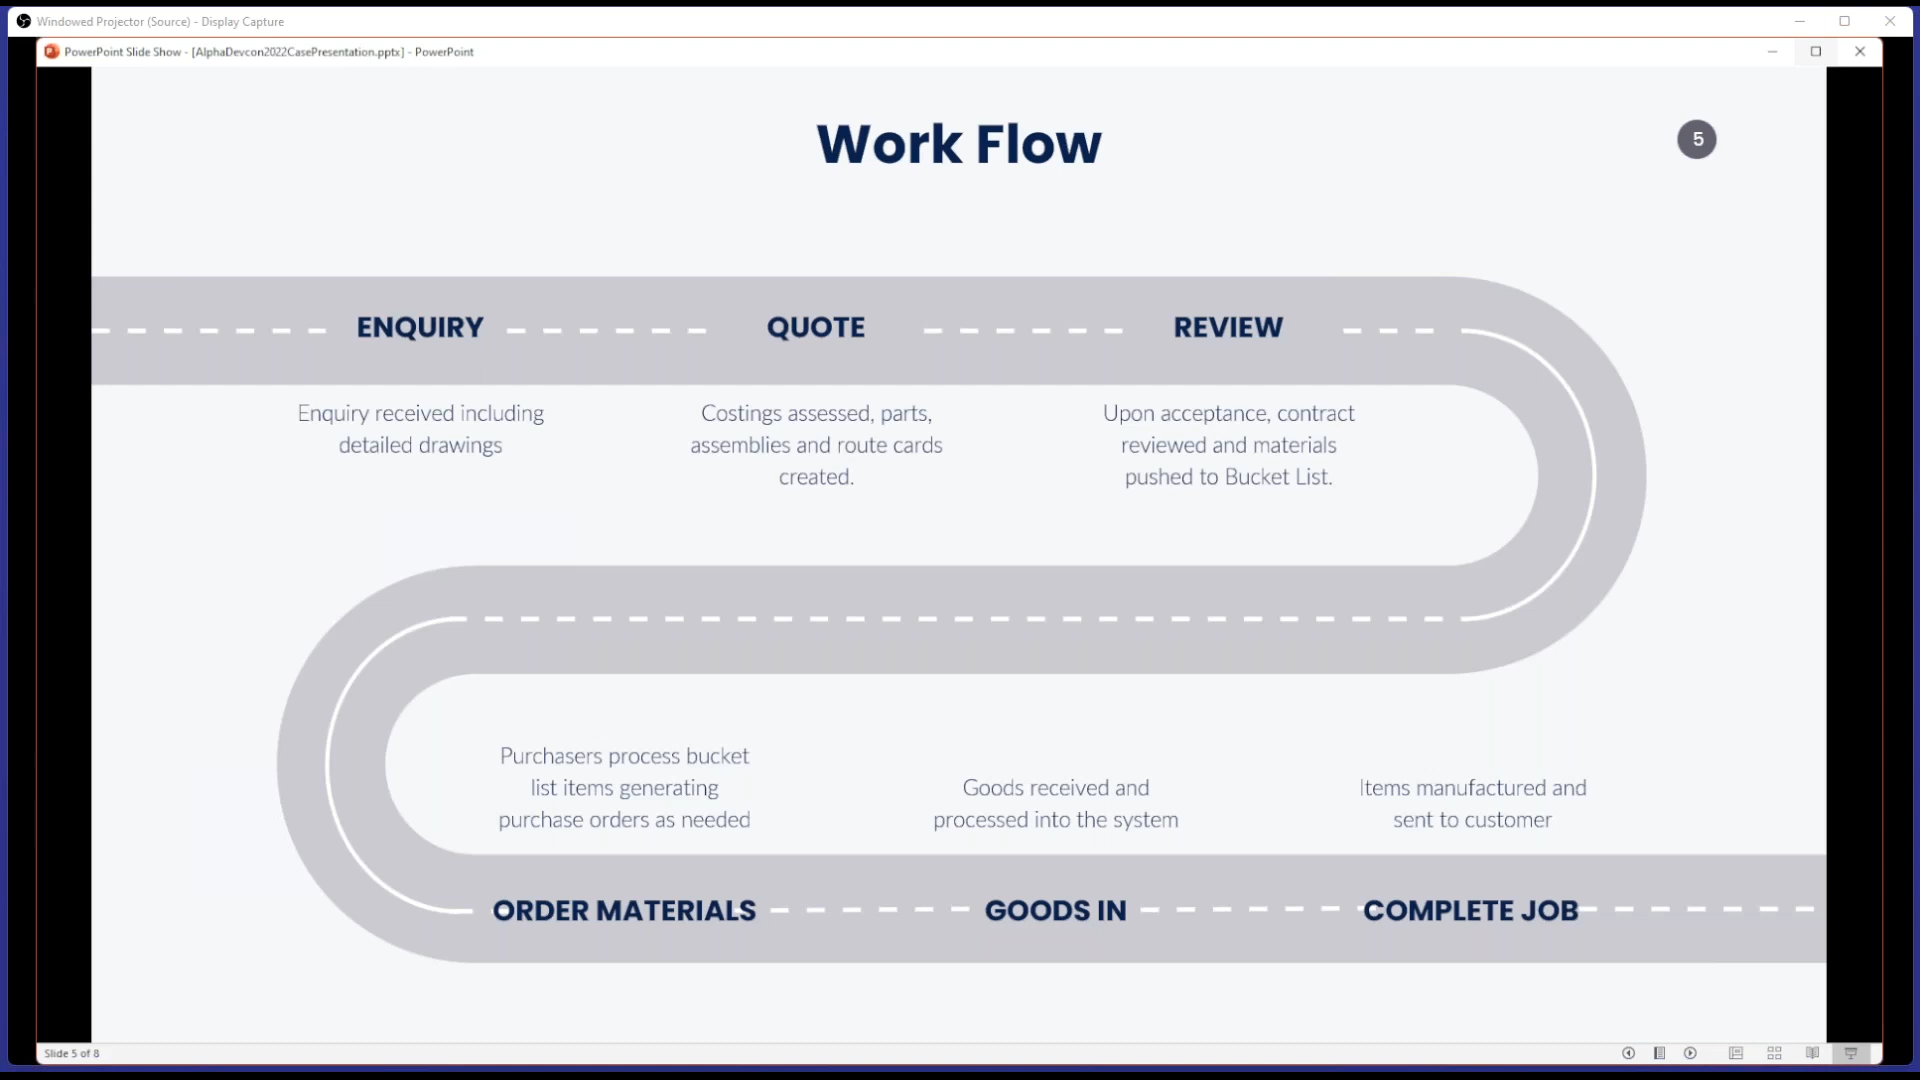 Windowed Projector (Source) - Display Capture
PowerPoint Slide Show - [AlphaDevcon2022CasePresentation.pptx] - PowerPoint
Work Flow
5
ENQUIRY
QUOTE
REVIEW
Enquiry received including
detailed drawings
Costings assessed, parts,
assemblies and route cards
created.
Upon acceptance, contract
reviewed and materials
pushed to Bucket List.
Purchasers process bucket
list items generating
purchase orders as needed
Goods received and
processed into the system
Items manufactured and
sent to customer
ORDER MATERIALS
GOODS IN
COMPLETE JOB
Slide 5 of 8